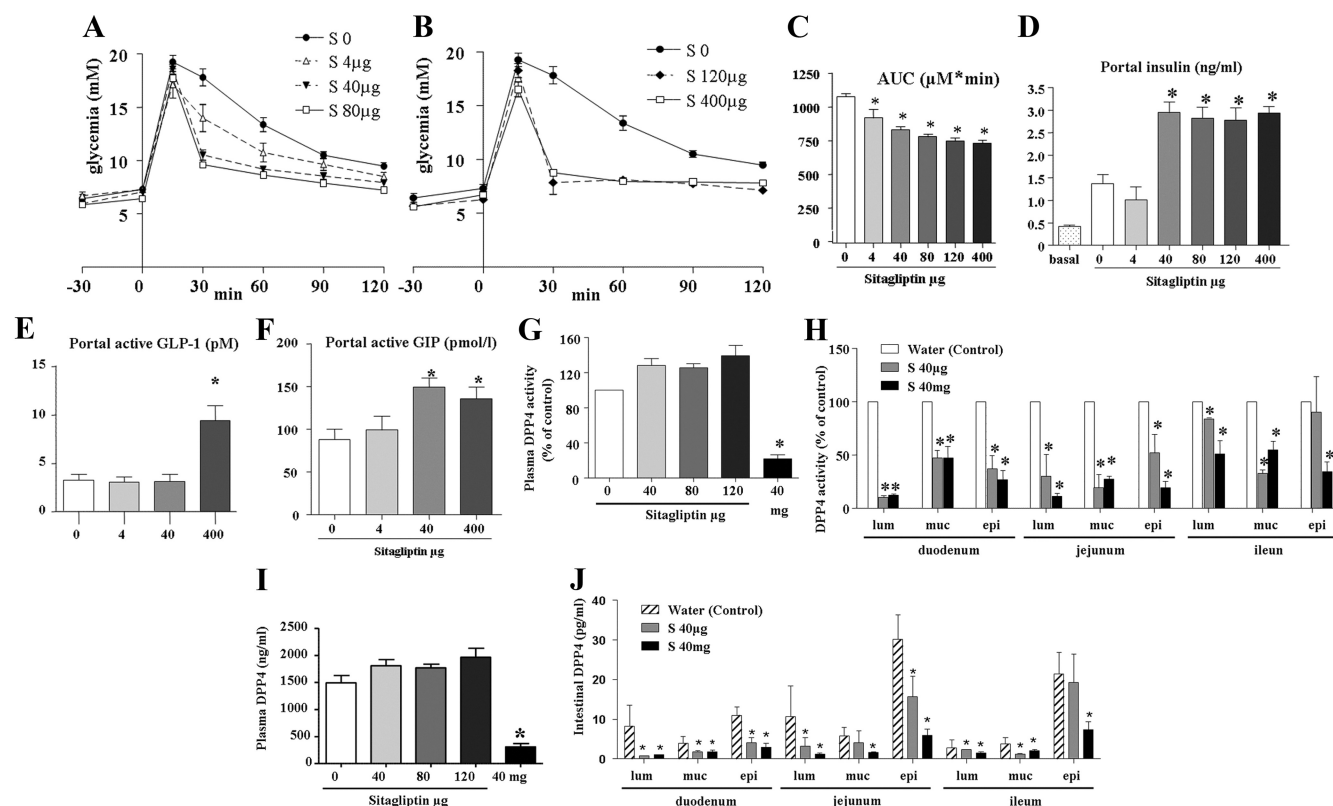 A
glycemia (mM)
20
15
10
5
S 0
S 4µg
S 40µg
S 80µg
-30 0 30 60 90 120
min
B
glycemia (mM)
20
15
10
5
S 0
S 120µg
S 400µg
-30 0 30 60 90 120
min
C
AUC (µM*min)
1250
1000
750
500
250
0
* * * * *
0 4 40 80 120 400
Sitagliptin µg
D
Portal insulin (ng/ml)
3.5
3.0
2.5
2.0
1.5
1.0
0.5
0
* * * *
basal 0 4 40 80 120 400
Sitagliptin µg
E
Portal active GLP-1 (pM)
15
10
5
0
*
0 4 40 400
F
Portal active GIP (pmol/l)
200
150
100
50
0
* *
0 4 40 400
Sitagliptin µg
G
Plasma DPP4 activity
(% of control)
160
120
80
40
0
*
0 40 80 120 40
Sitagliptin µg mg
H
DPP4 activity (% of control)
Water (Control)
S 40µg
S 40mg
150
100
50
0
** ** * * * * ** * * * * * * *
lum muc epi lum muc epi lum muc epi
duodenum jejunum ileun
I
Plasma DPP4 (ng/ml)
2500
2000
1500
1000
500
0
*
0 40 80 120 40 mg
Sitagliptin µg
J
Intestinal DPP4 (pg/ml)
40
30
20
10
0
Water (Control)
S 40µg
S 40mg
* * * * * * * * * * * * * * *
lum muc epi lum muc epi lum muc epi
duodenum jejunum ileum